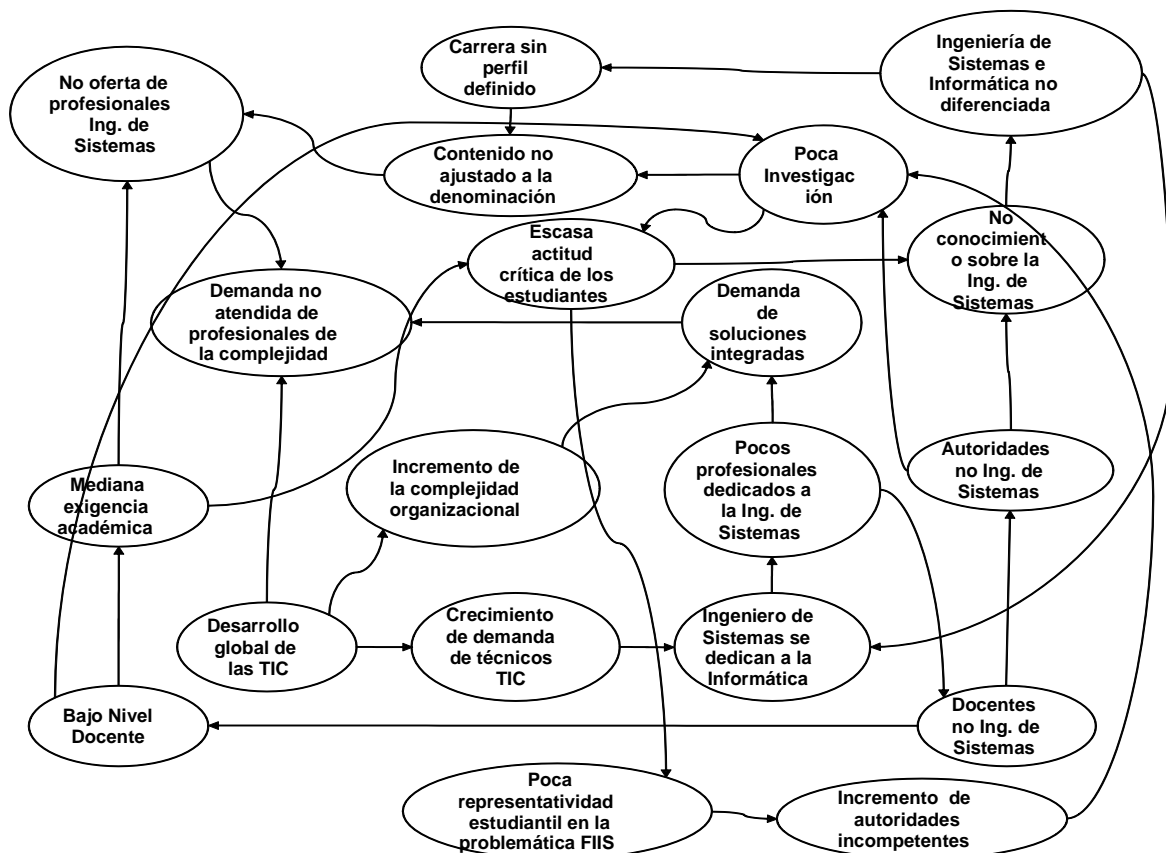 Carrera sin
perfil
definido
Ingeniería de
Sistemas e
Informática no
diferenciada
No oferta de
profesionales
Ing. de
Sistemas
Contenido no
ajustado a la
denominación
Poca
Investigac
ión
Escasa
actitud
crítica de los
estudiantes
No
conocimient
o sobre la
Ing. de
Sistemas
Demanda no
atendida de
profesionales de
la complejidad
Demanda
de
soluciones
integradas
Mediana
exigencia
académica
Incremento de
la complejidad
organizacional
Pocos
profesionales
dedicados a
la Ing. de
Sistemas
Autoridades
no Ing. de
Sistemas
Desarrollo
global de
las TIC
Crecimiento
de demanda
de técnicos
TIC
Ingeniero de
Sistemas se
dedican a la
Informática
Bajo Nivel
Docente
Docentes
no Ing. de
Sistemas
Poca
representatividad
estudiantil en la
problemática FIIS
Incremento de
autoridades
incompetentes